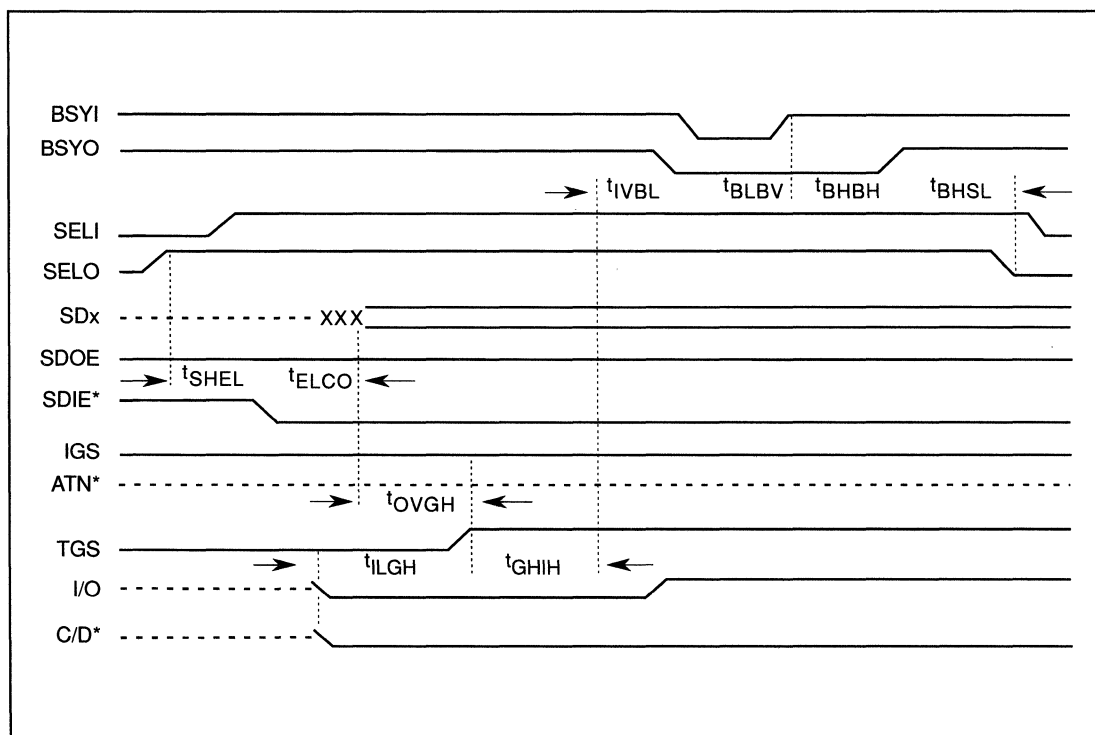 BSYI
BSYO
tIVBL tBLBV tBHBH tBHSL
SELI
SELO
SDx XXX
SDOE
tSHEL tELCO
SDIE*
IGS
ATN*
tOVGH
TGS
tILGH tGHIH
I/O
C/D*